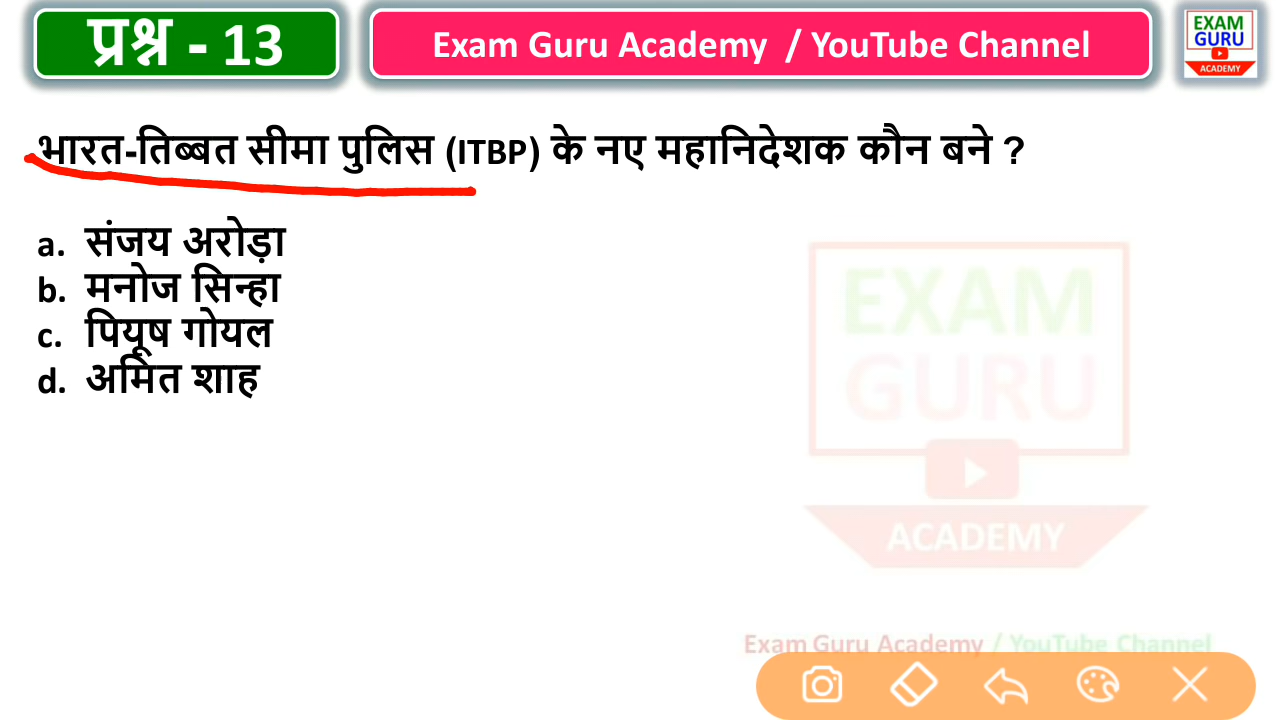 प्रश्न - 13
Exam Guru Academy / YouTube Channel
EXAM
GURU
ACADEMY
भारत-तिब्बत सीमा पुलिस (ITBP) के नए महानिदेशक कौन बने ?
a. संजय अरोड़ा
b. मनोज सिन्हा
c. पियूष गोयल
d. अमित शाह
EXAM
GURU
ACADEMY
Exam Guru Academy / YouTube Channel